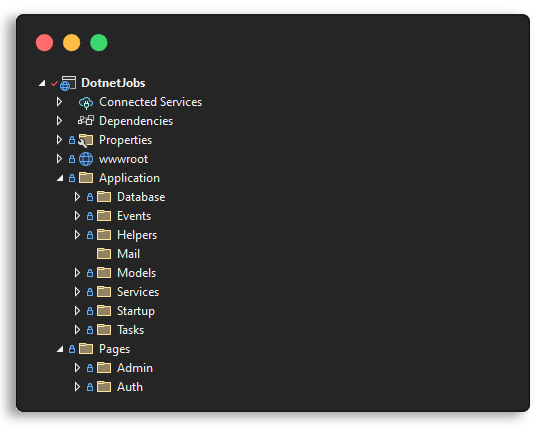 DotnetJobs
Connected Services
Dependencies
Properties
wwwroot
Application
Database
Events
Helpers
Mail
Models
Services
Startup
Tasks
Pages
Admin
Auth